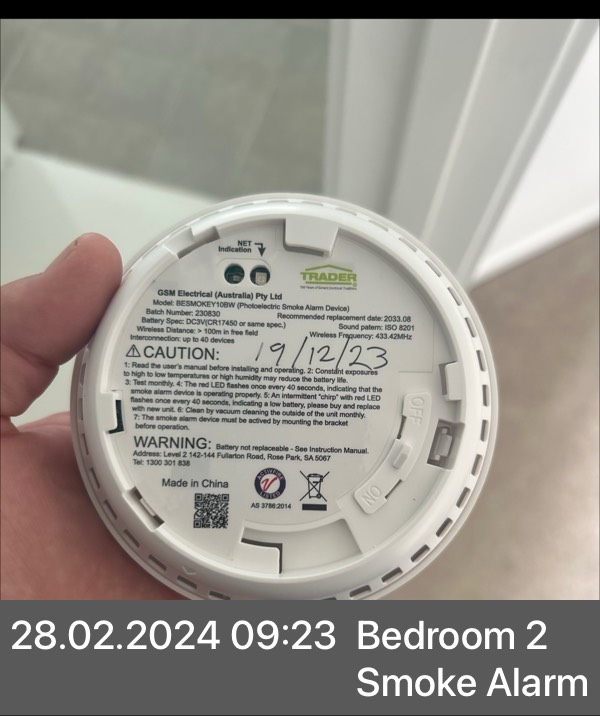 NET
Indication
TRADER
GSM Electrical (Australia) Pty Ltd
Model: BESMOKEY10BW (Photoelectric Smoke Alarm Device)
Batch Number: 230830
Recommended replacement date: 2033.08
Battery Spec: DC3V(CR17450 or same spec.)
Sound patern: ISO 8201
Wireless Distance: > 100m in free field
Wireless Frequency: 433.42MHz
Interconnection: up to 40 devices
CAUTION:
19/12/23
1: Read the user's manual before installing and operating. 2: Constant exposures
to high to low temperatures or high humidity may reduce the battery life.
3: Test monthly. 4: The red LED flashes once every 40 seconds, indicating that the
smoke alarm device is operating properly. 5: An intermittent "chirp" with red LED
flashes once every 40 seconds, indicating a low battery, please buy and replace
with new unit. 6: Clean by vacuum cleaning the outside of the unit monthly.
7: The smoke alarm device must be actived by mounting the bracket
before operation.
OFF
ON
WARNING: Battery not replaceable - See Instruction Manual.
Address: Level 2 142-144 Fullarton Road, Rose Park, SA 5067
Tel: 1300 301 838
Made in China
AS 3786:2014
28.02.2024 09:23 Bedroom 2
Smoke Alarm